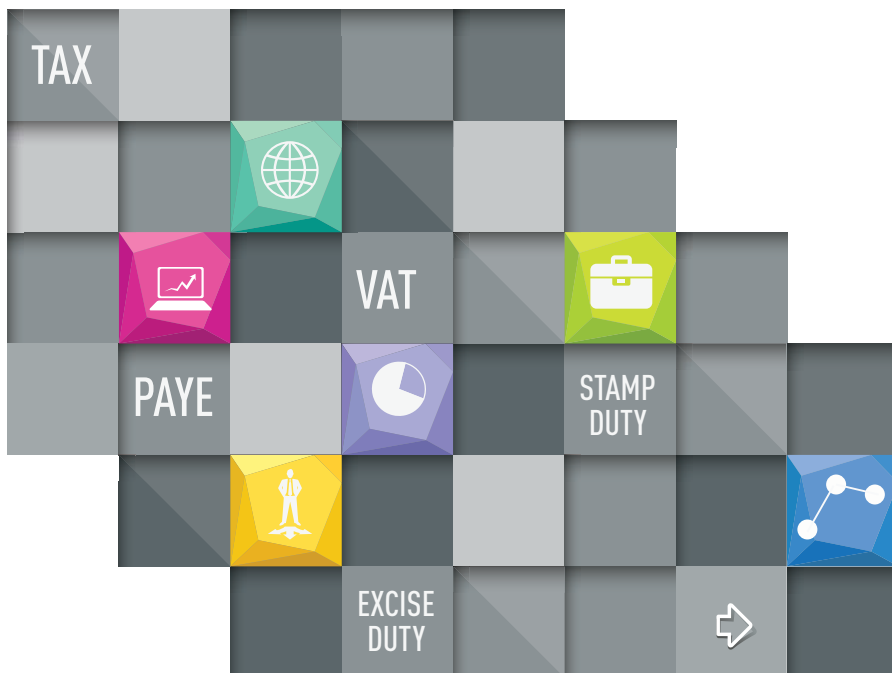 TAX
VAT
PAYE
STAMP
DUTY
EXCISE
DUTY